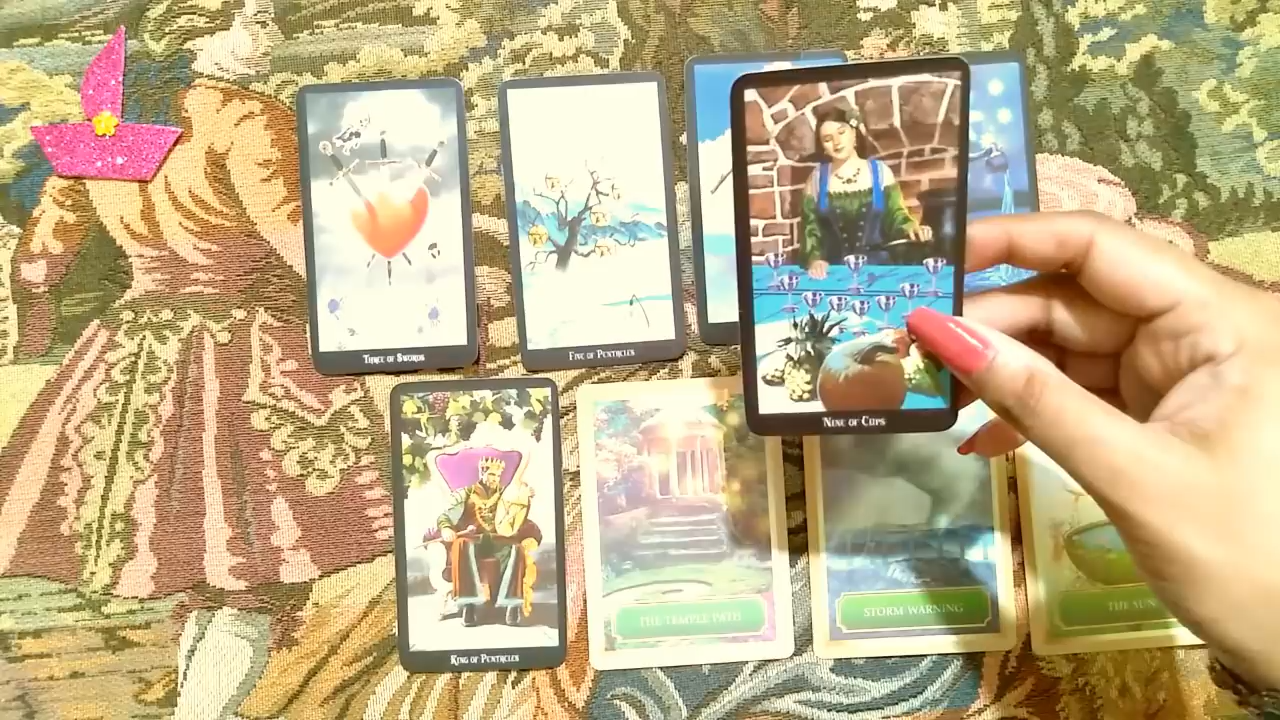 Three of Swords
Five of Pentacles
Nine of Cups
King of Pentacles
THE TEMPLE PATH
STORM WARNING
THE SUN